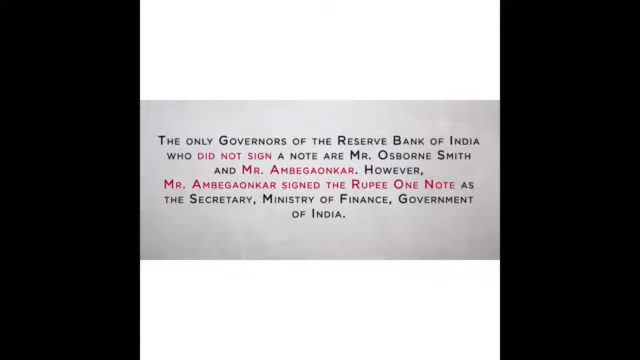 The only Governors of the Reserve Bank of India
who did not sign a note are Mr. Osborne Smith
and Mr. Ambegaonkar. However,
Mr. Ambegaonkar signed the Rupee One Note as
the Secretary, Ministry of Finance, Government
of India.